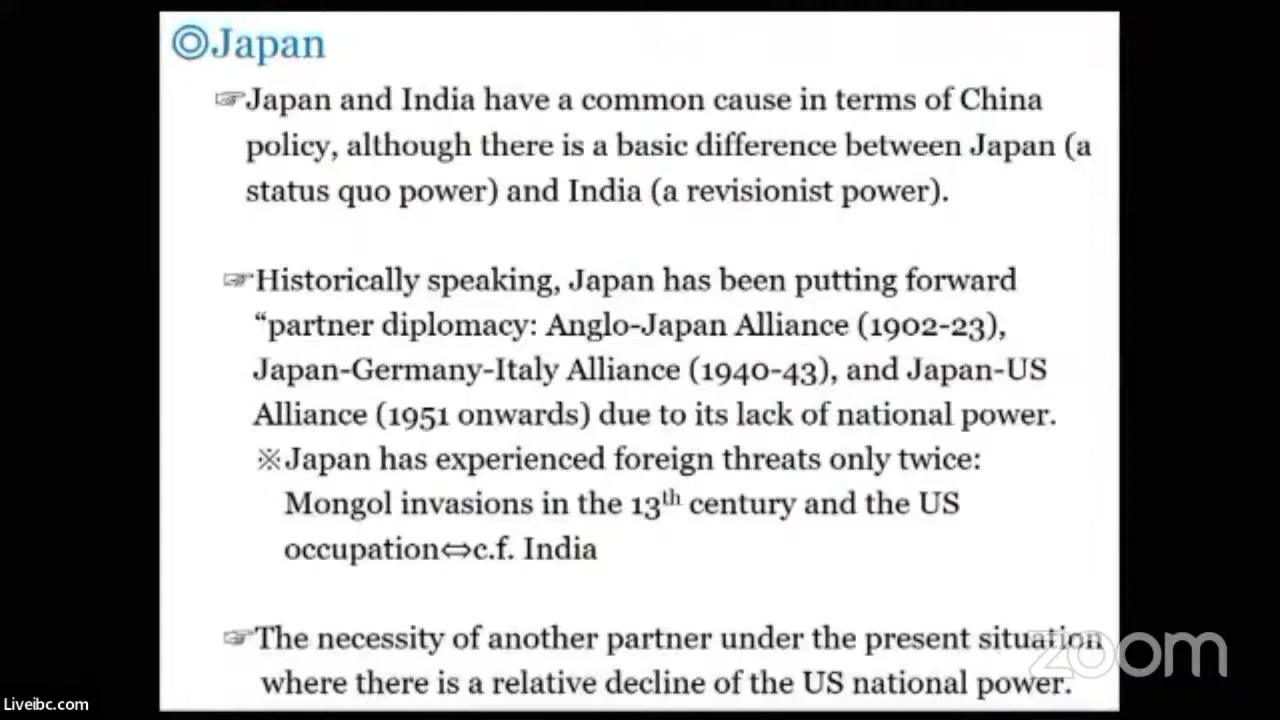 ◎Japan
☞Japan and India have a common cause in terms of China
policy, although there is a basic difference between Japan (a
status quo power) and India (a revisionist power).
☞Historically speaking, Japan has been putting forward
“partner diplomacy: Anglo-Japan Alliance (1902-23),
Japan-Germany-Italy Alliance (1940-43), and Japan-US
Alliance (1951 onwards) due to its lack of national power.
※Japan has experienced foreign threats only twice:
Mongol invasions in the 13th century and the US
occupation⇔c.f. India
☞The necessity of another partner under the present situation
where there is a relative decline of the US national power.
zoom
Liveibc.com